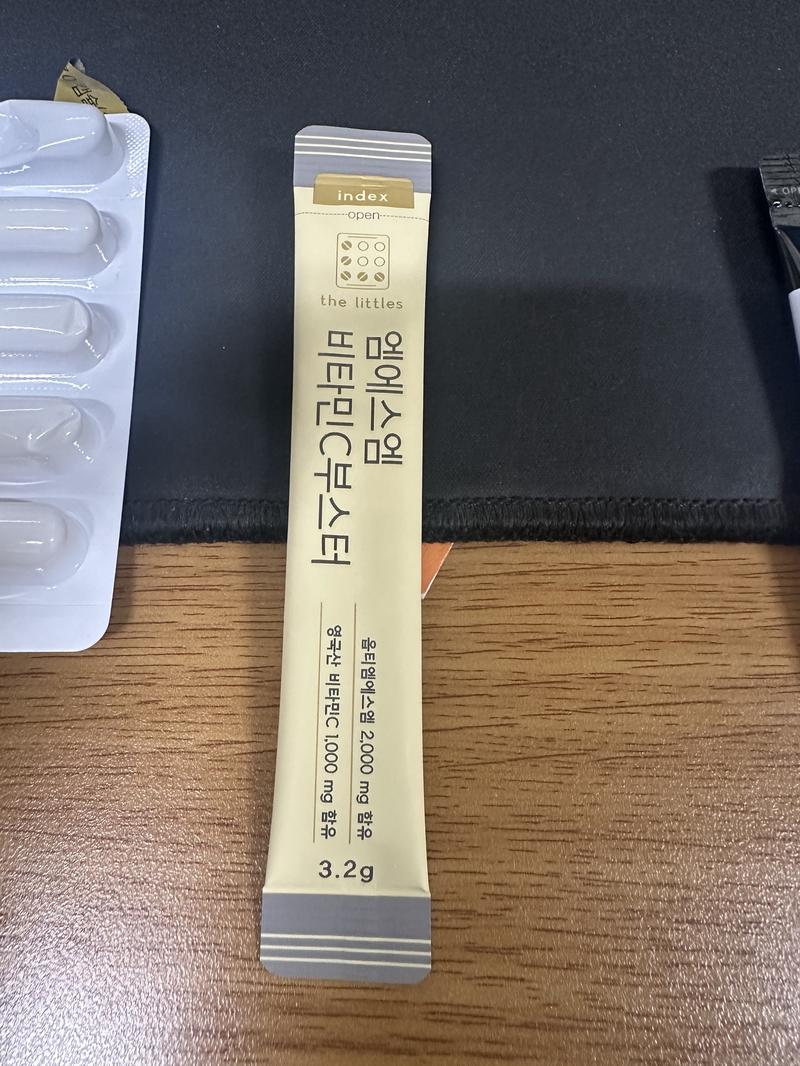 index
open
the littles
엠에스엠
비타민C부스터
옵티엠에스엠 2,000 mg 함유
영국산 비타민C 1,000 mg 함유
3.2g